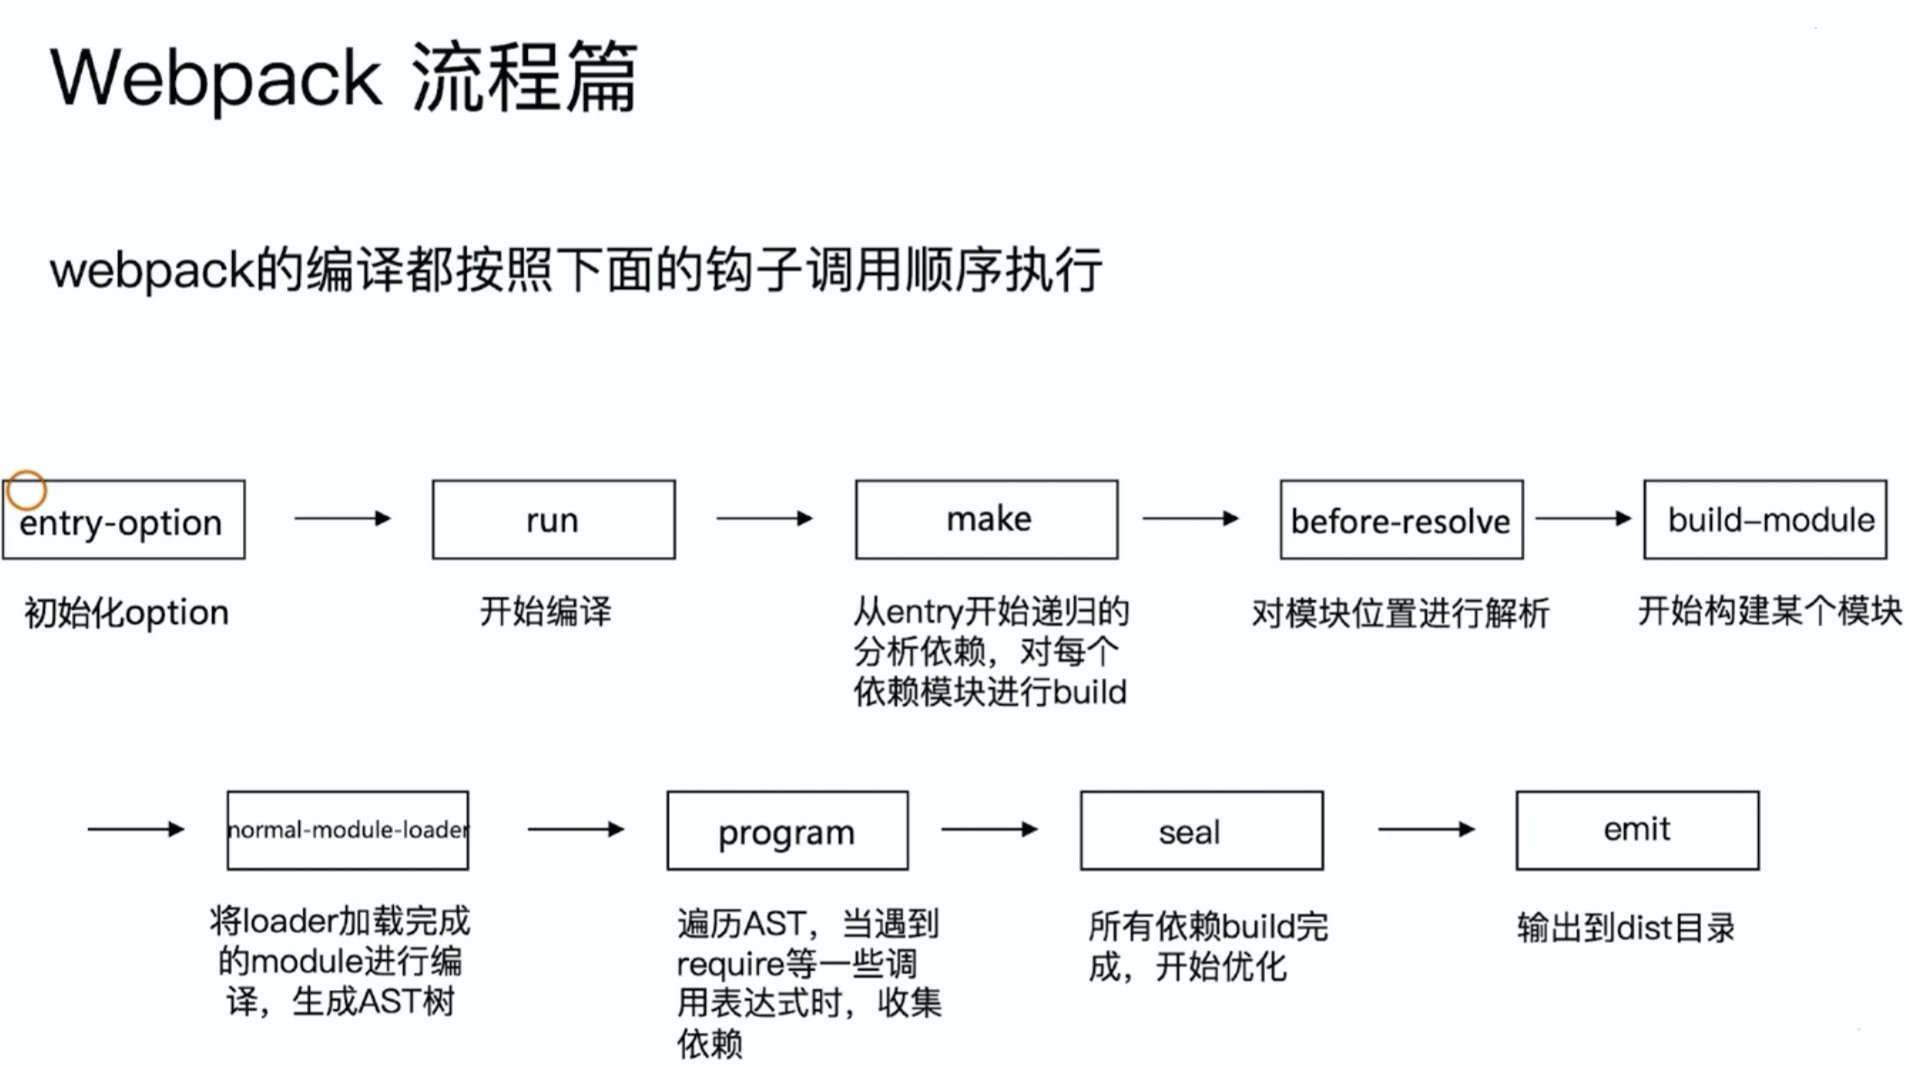 Webpack 流程篇
webpack的编译都按照下面的钩子调用顺序执行
entry-option
run
make
before-resolve
build–module
初始化option
开始编译
从entry开始递归的
分析依赖，对每个
依赖模块进行build
对模块位置进行解析
开始构建某个模块
normal-module-loader
program
seal
emit
将loader加载完成
的module进行编
译，生成AST树
遍历AST，当遇到
require等一些调
用表达式时，收集
依赖
所有依赖build完
成，开始优化
输出到dist目录